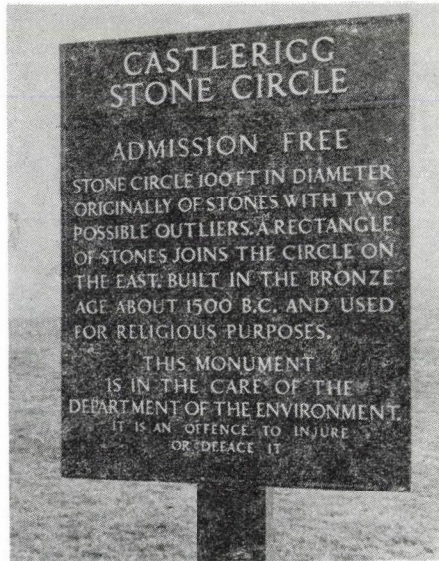 CASTLERIGG
STONE CIRCLE
ADMISSION FREE
STONE CIRCLE 100 FT IN DIAMETER
ORIGINALLY OF STONES WITH TWO
POSSIBLE OUTLIERS. A RECTANGLE
OF STONES JOINS THE CIRCLE ON
THE EAST. BUILT IN THE BRONZE
AGE ABOUT 1500 B.C. AND USED
FOR RELIGIOUS PURPOSES.
THIS MONUMENT
IS IN THE CARE OF THE
DEPARTMENT OF THE ENVIRONMENT.
IT IS AN OFFENCE TO INJURE
OR DEFACE IT